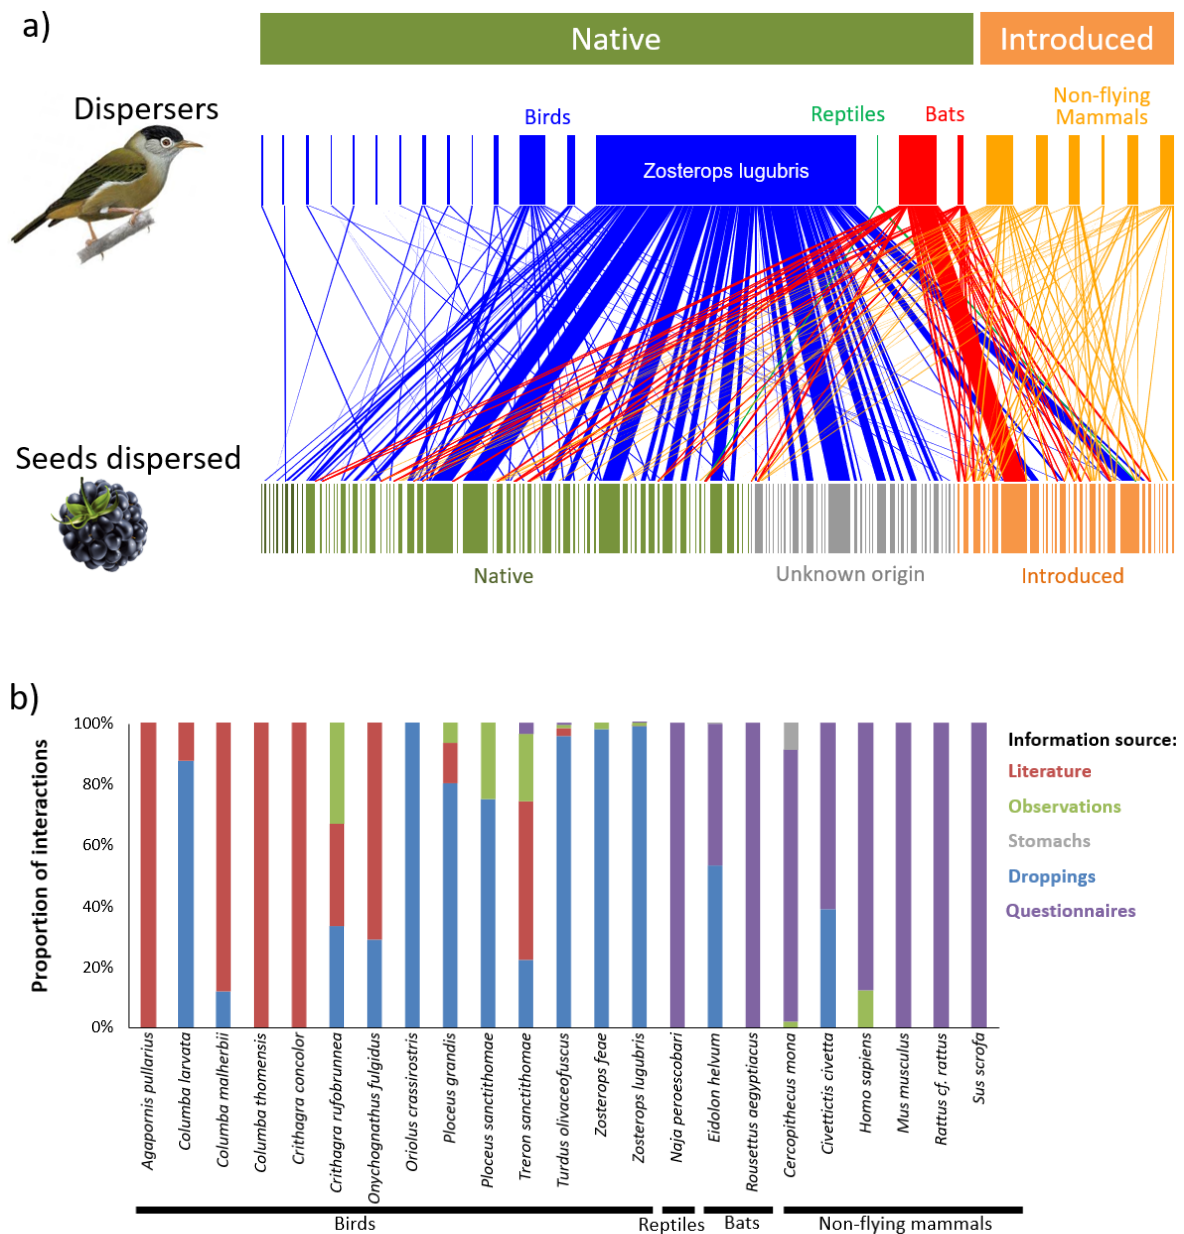 a)
Native
Introduced
Dispersers
Birds
Reptiles
Bats
Non-flying
Mammals
Zosterops lugubris
Seeds dispersed
Native
Unknown origin
Introduced
b)
Proportion of interactions
100%
80%
60%
40%
20%
0%
Information source:
Literature
Observations
Stomachs
Droppings
Questionnaires
Agapornis pullarius
Columba larvata
Columba malherbii
Columba thomensis
Crithagra concolor
Crithagra rufobrunnea
Onychognathus fulgidus
Oriolus crassirostris
Ploceus grandis
Ploceus sanctithomae
Treron sanctithomae
Turdus olivaceofuscus
Zosterops feae
Zosterops lugubris
Naja peroescobari
Eidolon helvum
Rousettus aegyptiacus
Cercopithecus mona
Civettictis civetta
Homo sapiens
Mus musculus
Rattus cf. rattus
Sus scrofa
Birds
Reptiles
Bats
Non-flying mammals